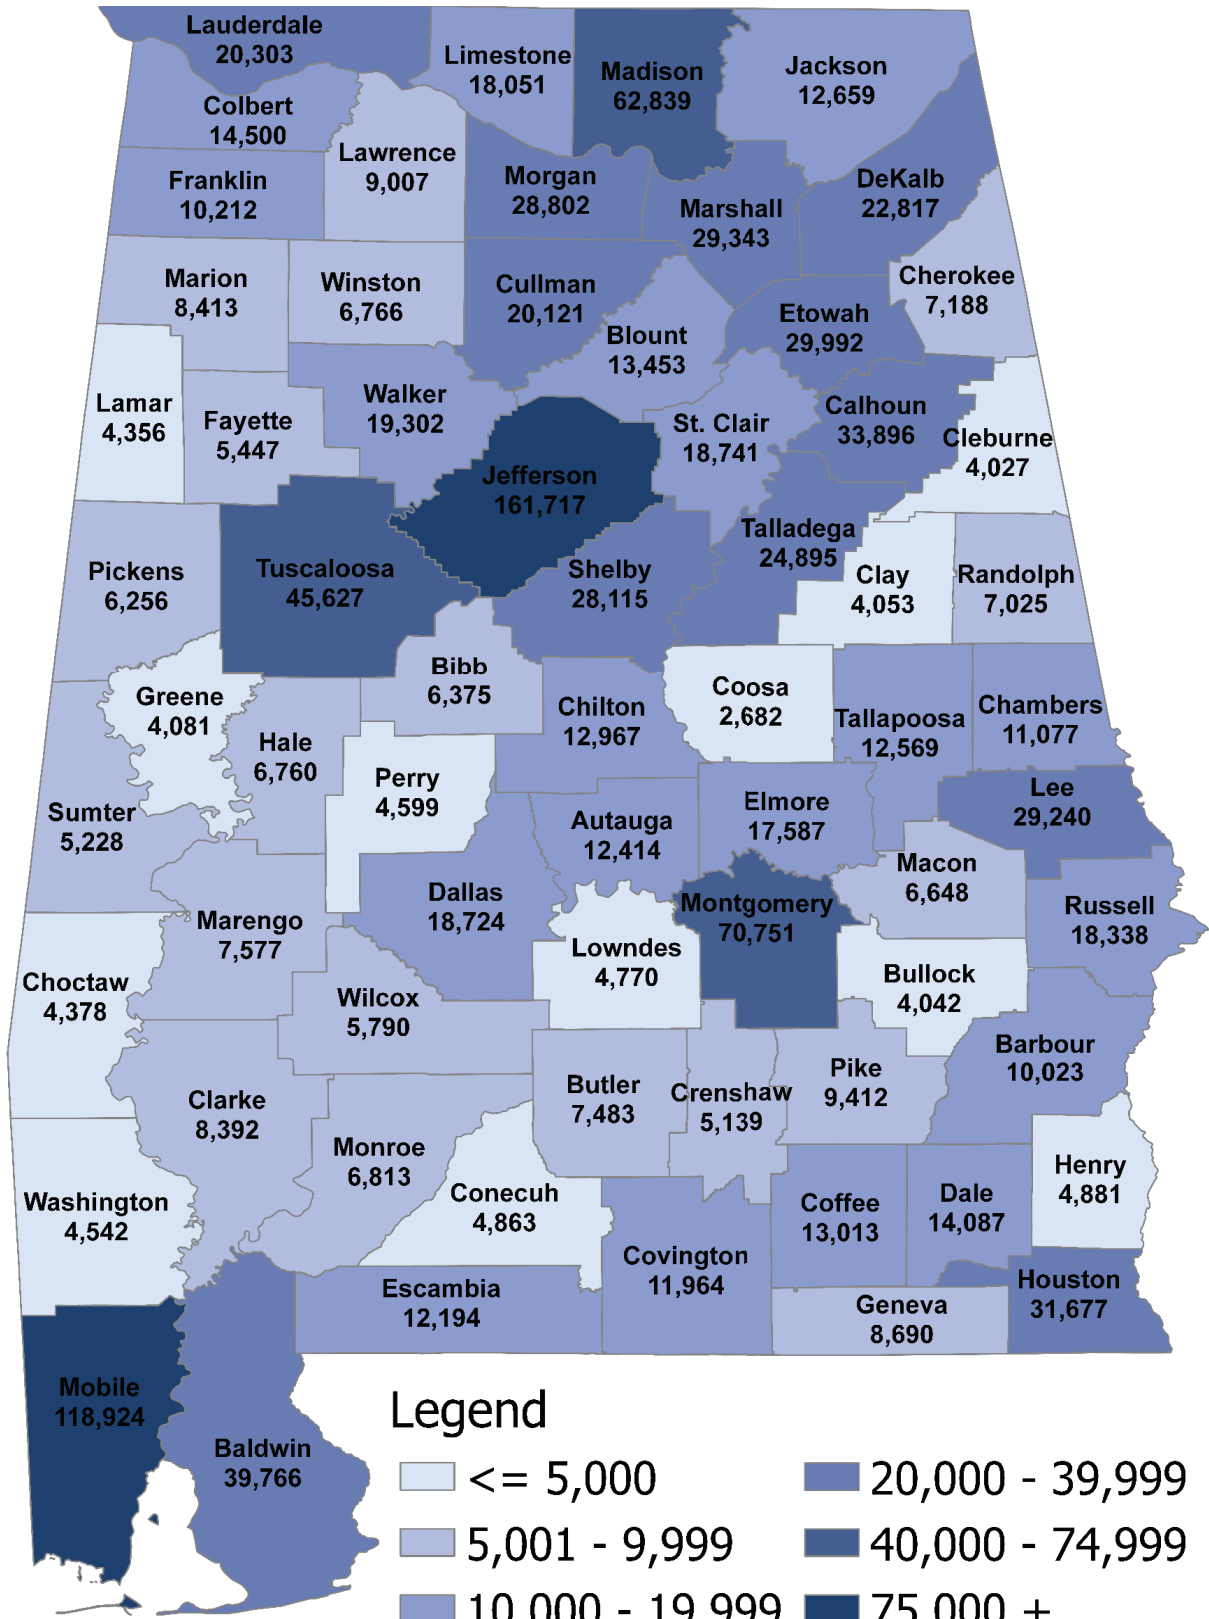 Lauderdale
20,303
Limestone
18,051
Madison
62,839
Jackson
12,659
Colbert
14,500
Lawrence
9,007
Franklin
10,212
Morgan
28,802
Marshall
29,343
DeKalb
22,817
Marion
8,413
Winston
6,766
Cullman
20,121
Cherokee
7,188
Etowah
29,992
Blount
13,453
Walker
19,302
Lamar
4,356
Fayette
5,447
St. Clair
18,741
Calhoun
33,896
Cleburne
4,027
Jefferson
161,717
Talladega
24,895
Pickens
6,256
Tuscaloosa
45,627
Shelby
28,115
Clay
4,053
Randolph
7,025
Bibb
6,375
Greene
4,081
Coosa
2,682
Chilton
12,967
Tallapoosa
12,569
Chambers
11,077
Hale
6,760
Perry
4,599
Sumter
5,228
Autauga
12,414
Elmore
17,587
Lee
29,240
Macon
6,648
Dallas
18,724
Montgomery
70,751
Russell
18,338
Marengo
7,577
Lowndes
4,770
Bullock
4,042
Choctaw
4,378
Wilcox
5,790
Barbour
10,023
Pike
9,412
Butler
7,483
Crenshaw
5,139
Clarke
8,392
Monroe
6,813
Henry
4,881
Washington
4,542
Conecuh
4,863
Coffee
13,013
Dale
14,087
Covington
11,964
Escambia
12,194
Houston
31,677
Geneva
8,690
Mobile
118,924
Baldwin
39,766
Legend
<= 5,000
5,001 - 9,999
10,000 - 19,999
20,000 - 39,999
40,000 - 74,999
75,000 +